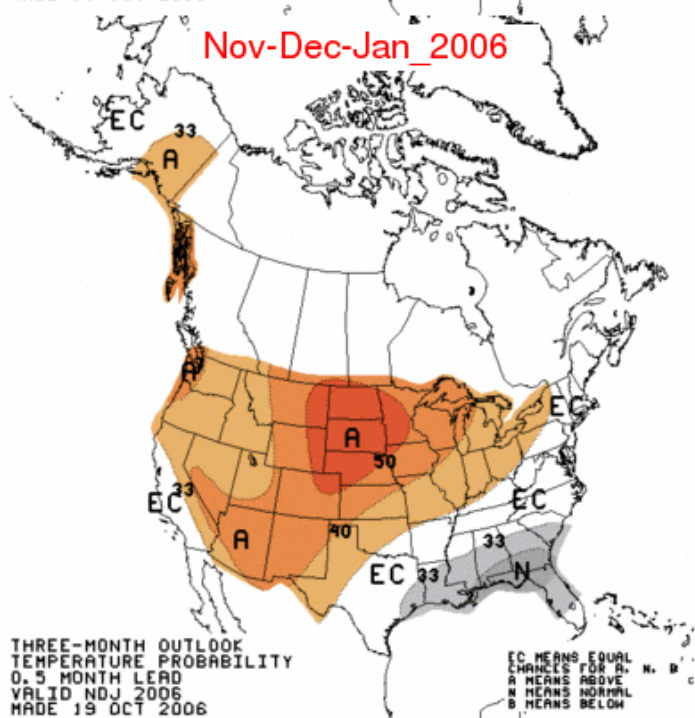 Nov-Dec-Jan_2006
EC
33
A
A
EC
A
50
EC
33
EC
A
40
33
EC
33
N
THREE-MONTH OUTLOOK
TEMPERATURE PROBABILITY
0.5 MONTH LEAD
VALID NDJ 2006
MADE 19 OCT 2006
EC MEANS EQUAL
CHANCES FOR A, N, B
A MEANS ABOVE
N MEANS NORMAL
B MEANS BELOW